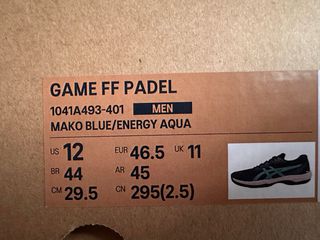 GAME FF PADEL
1041A493-401 MEN
MAKO BLUE/ENERGY AQUA
US 12 EUR 46.5 UK 11
BR 44 AR 45
CM 29.5 CN 295(2.5)